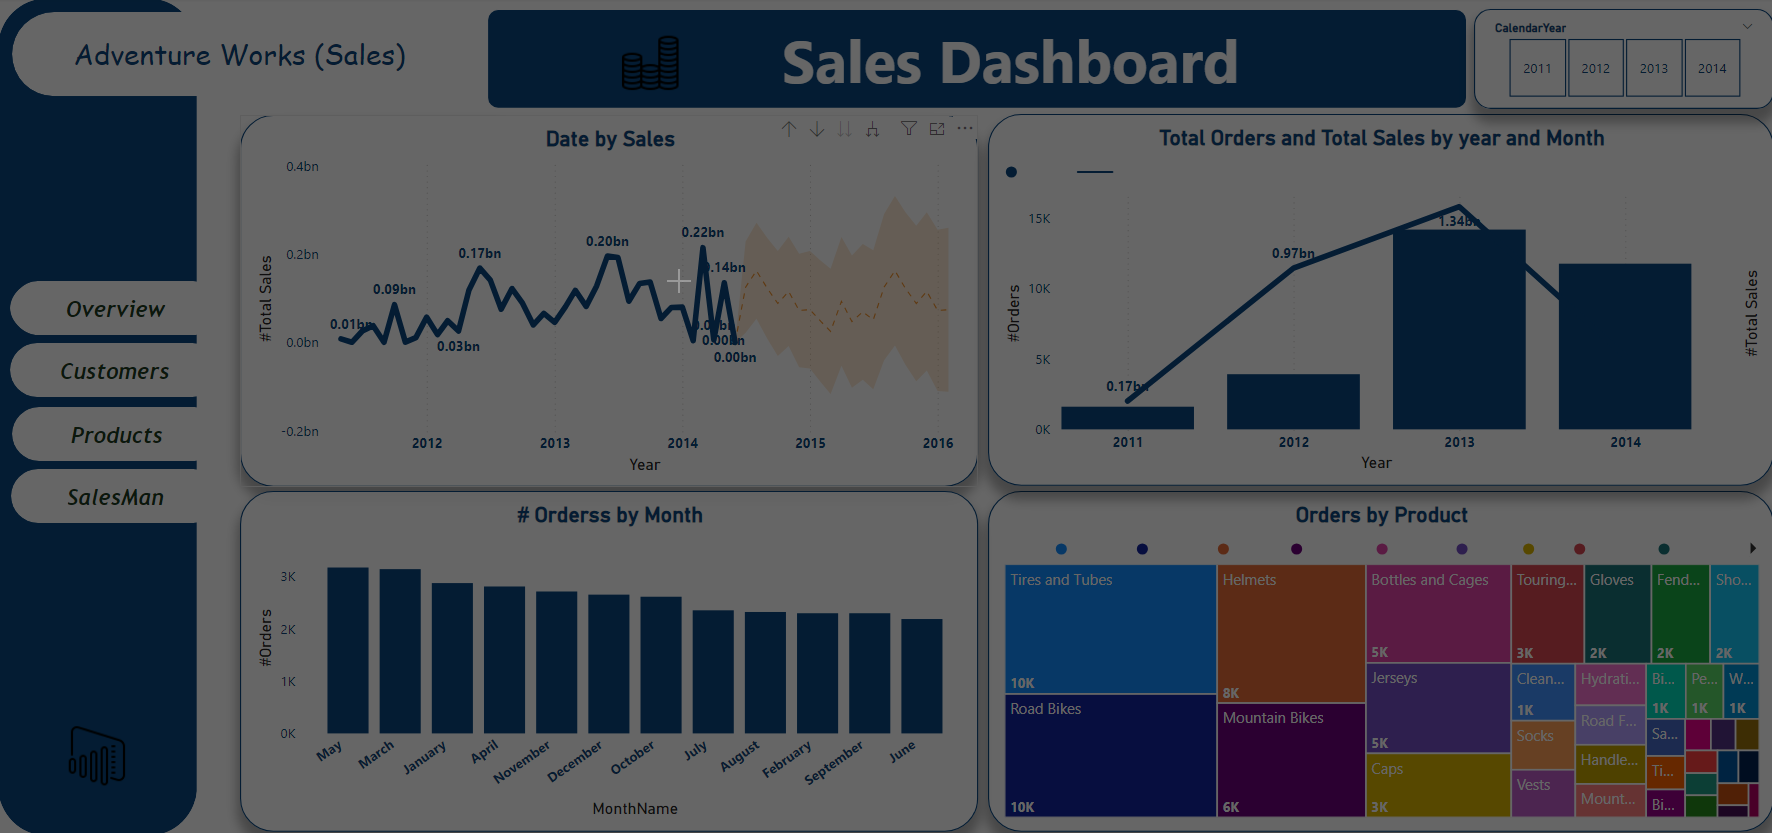 Adventure Works (Sales)
Sales Dashboard
CalendarYear
2011
2012
2013
2014
Overview
Customers
Products
SalesMan
Date by Sales
#Total Sales
0.4bn
0.2bn
0.0bn
-0.2bn
0.01bn
0.09bn
0.03bn
0.17bn
0.20bn
0.22bn
0.14bn
0.00bn
0.00bn
2012
2013
2014
2015
2016
Year
Total Orders and Total Sales by year and Month
#Orders
15K
10K
5K
0K
0.17bn
0.97bn
1.34bn
#Total Sales
2011
2012
2013
2014
Year
# Orderss by Month
#Orders
3K
2K
1K
0K
May
March
January
April
November
December
October
July
August
February
September
June
MonthName
Orders by Product
Tires and Tubes
10K
Road Bikes
10K
Helmets
8K
Mountain Bikes
6K
Bottles and Cages
5K
Jerseys
5K
Caps
3K
Touring...
3K
Gloves
2K
Fend...
2K
Sho...
2K
Clean...
1K
Socks
Vests
Hydrati...
Road F...
Handle...
Mount...
Bi...
1K
Pe...
1K
W...
1K
Sa...
Ti...
Bi...